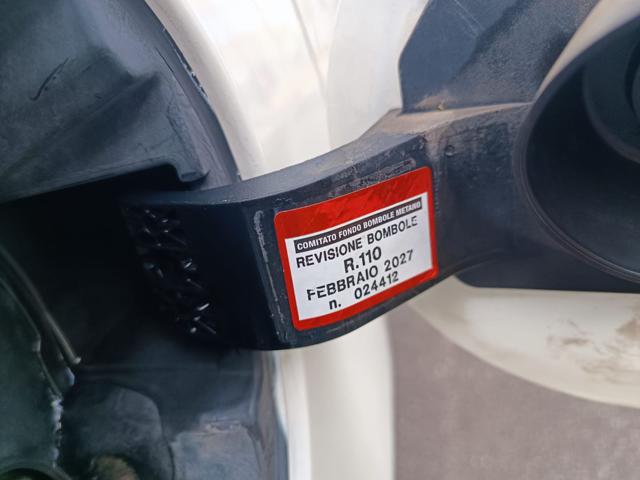 COMITATO FONDO BOMBOLE METANO
REVISIONE BOMBOLE
R.110
FEBBRAIO 2027
n. 024412